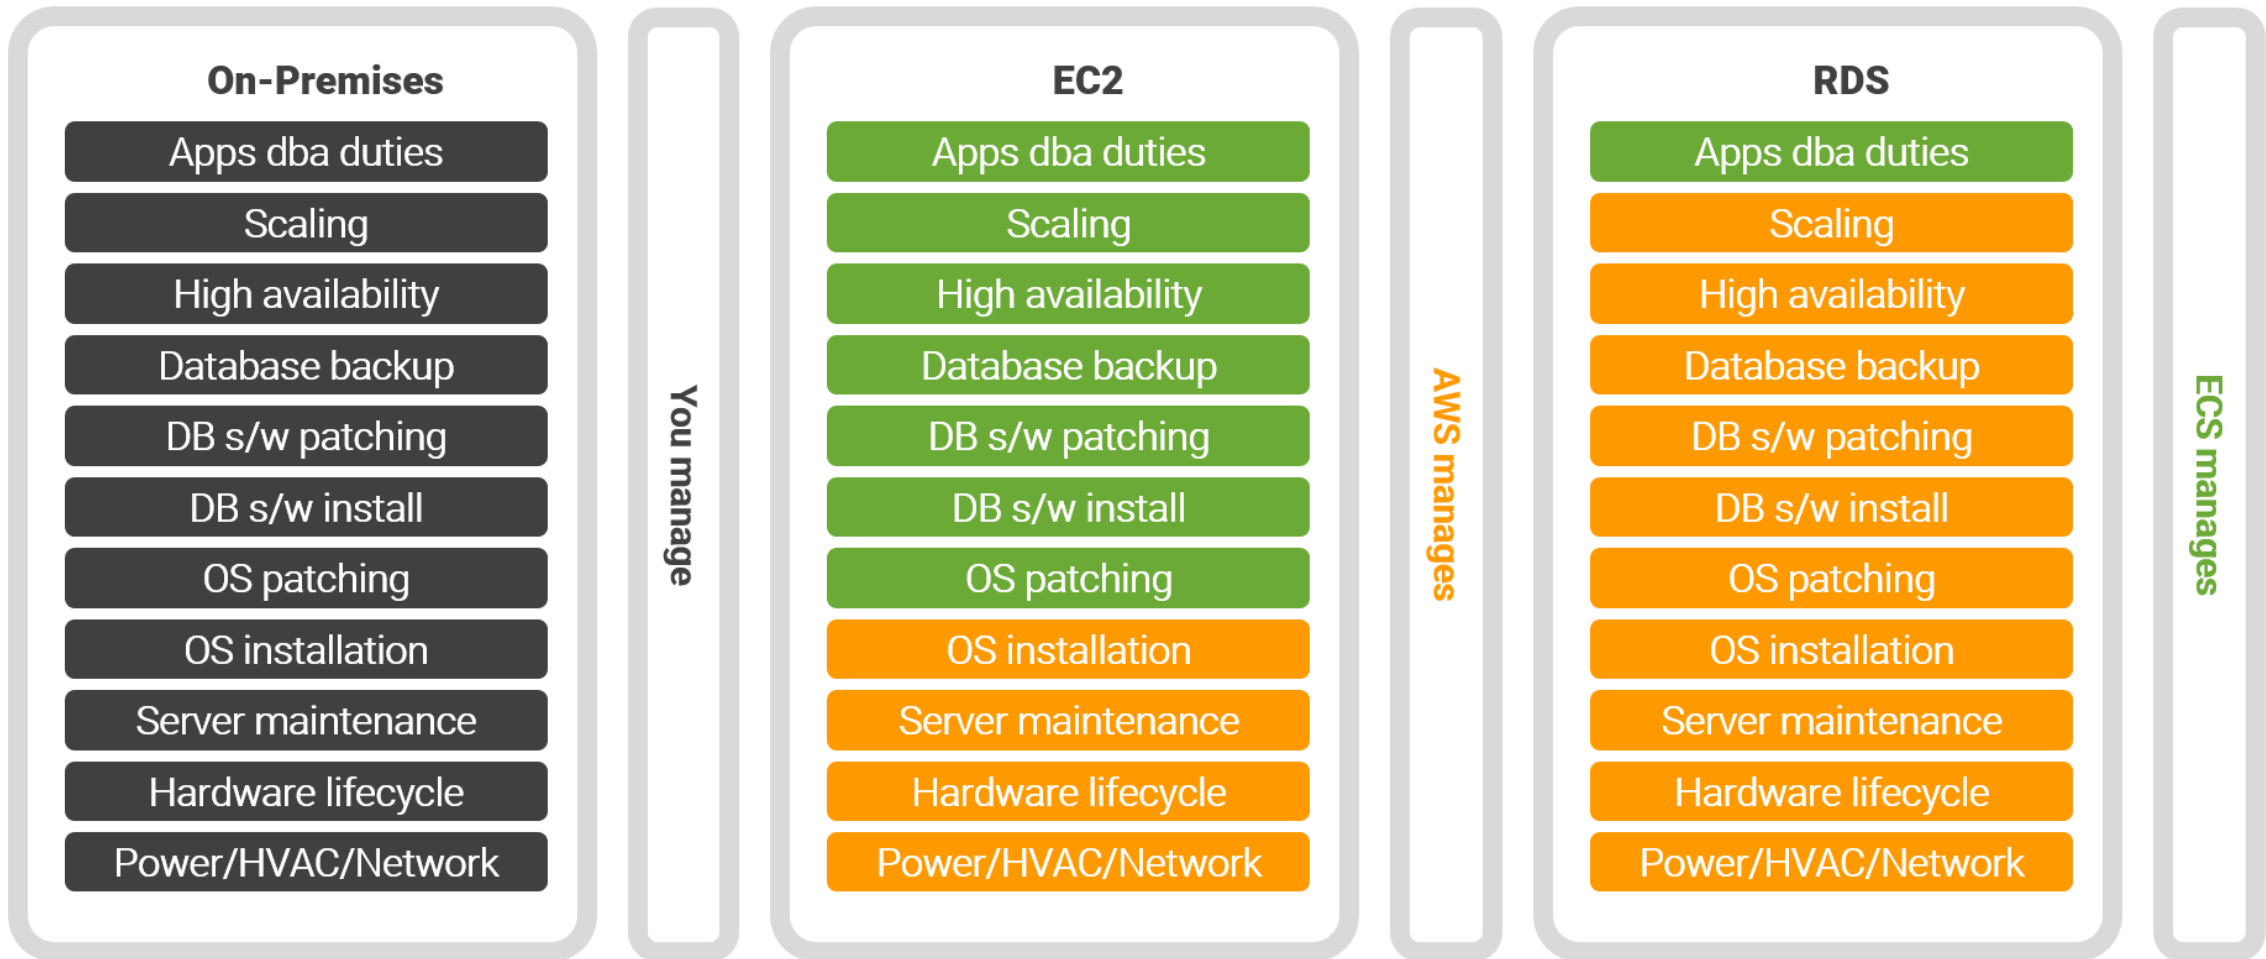 On-Premises
Apps dba duties
Scaling
High availability
Database backup
DB s/w patching
DB s/w install
OS patching
OS installation
Server maintenance
Hardware lifecycle
Power/HVAC/Network
You manage
EC2
Apps dba duties
Scaling
High availability
Database backup
DB s/w patching
DB s/w install
OS patching
OS installation
Server maintenance
Hardware lifecycle
Power/HVAC/Network
AWS manages
RDS
Apps dba duties
Scaling
High availability
Database backup
DB s/w patching
DB s/w install
OS patching
OS installation
Server maintenance
Hardware lifecycle
Power/HVAC/Network
ECS manages